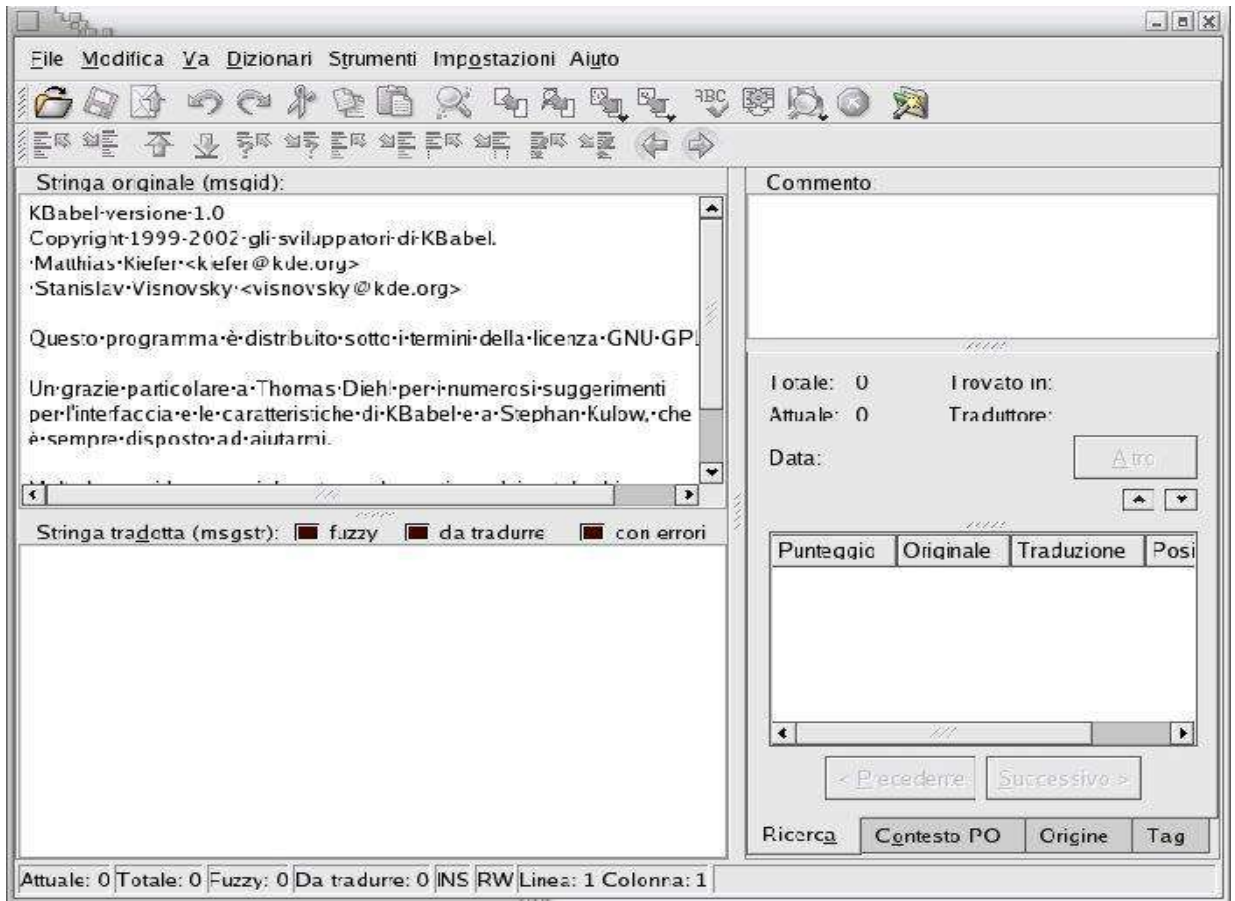 File Modifica Va Dizionari Strumenti Impostazioni Aiuto
ABC
Stringa originale (msgid):
KBabel·versione·1.0
Copyright·1999-2002·gli·sviluppatori·di·KBabel.
·Matthias·Kiefer·<kiefer@kde.org>
·Stanislav·Visnovsky·<visnovsky@kde.org>
Questo·programma·è·distribuito·sotto·i·termini·della·licenza·GNU·GPL
Un·grazie·particolare·a·Thomas·Diehl·per·i·numerosi·suggerimenti
per·l'interfaccia·e·le·caratteristiche·di·KBabel·e·a·Stephan·Kulow,·che
è·sempre·disposto·ad·aiutarmi.
Stringa tradotta (msgstr): fuzzy da tradurre con errori
Commento
Totale: 0 Trovato in:
Attuale: 0 Traduttore:
Data: Altro
Punteggio Originale Traduzione Posi
< Precedente Successivo >
Ricerca Contesto PO Origine Tag
Attuale: 0 Totale: 0 Fuzzy: 0 Da tradurre: 0 INS RW Linea: 1 Colonna: 1